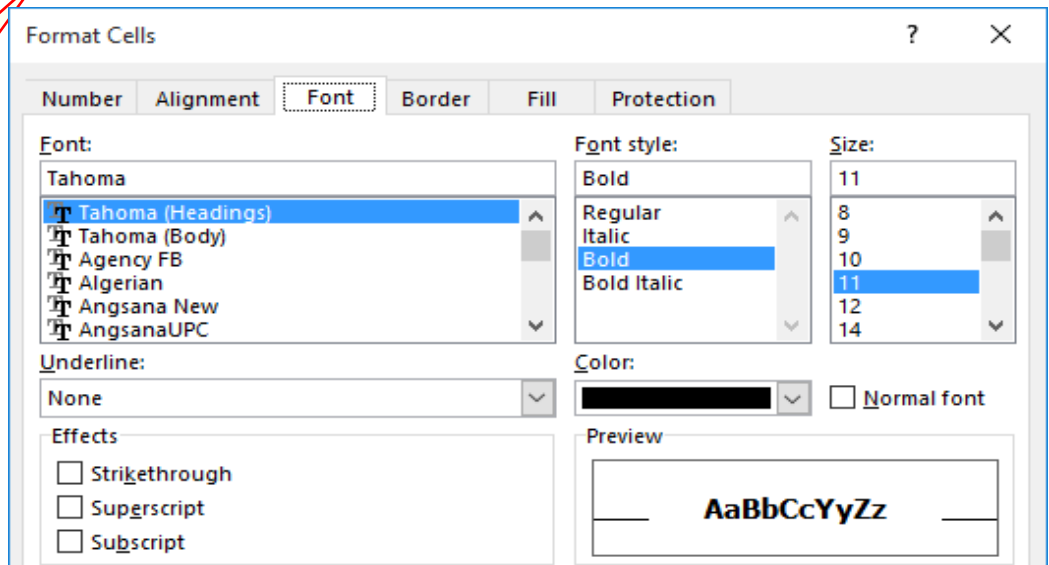 Format Cells ?
Number Alignment Font Border Fill Protection
Font: Font style: Size:
Tahoma Bold 11
Tahoma (Headings) Regular 8
Tahoma (Body) Italic 9
Agency FB Bold 10
Algerian Bold Italic 11
Angsana New 12
AngsanaUPC 14
Underline: Color:
None Normal font
Effects Preview
Strikethrough
Superscript AaBbCcYyZz
Subscript